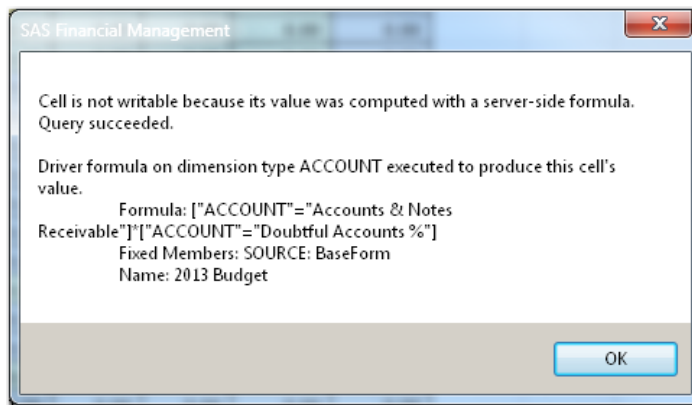 SAS Financial Management
Cell is not writable because its value was computed with a server-side formula.
Query succeeded.
Driver formula on dimension type ACCOUNT executed to produce this cell's
value.
Formula: ["ACCOUNT"="Accounts & Notes
Receivable"]*["ACCOUNT"="Doubtful Accounts %"]
Fixed Members: SOURCE: BaseForm
Name: 2013 Budget
OK